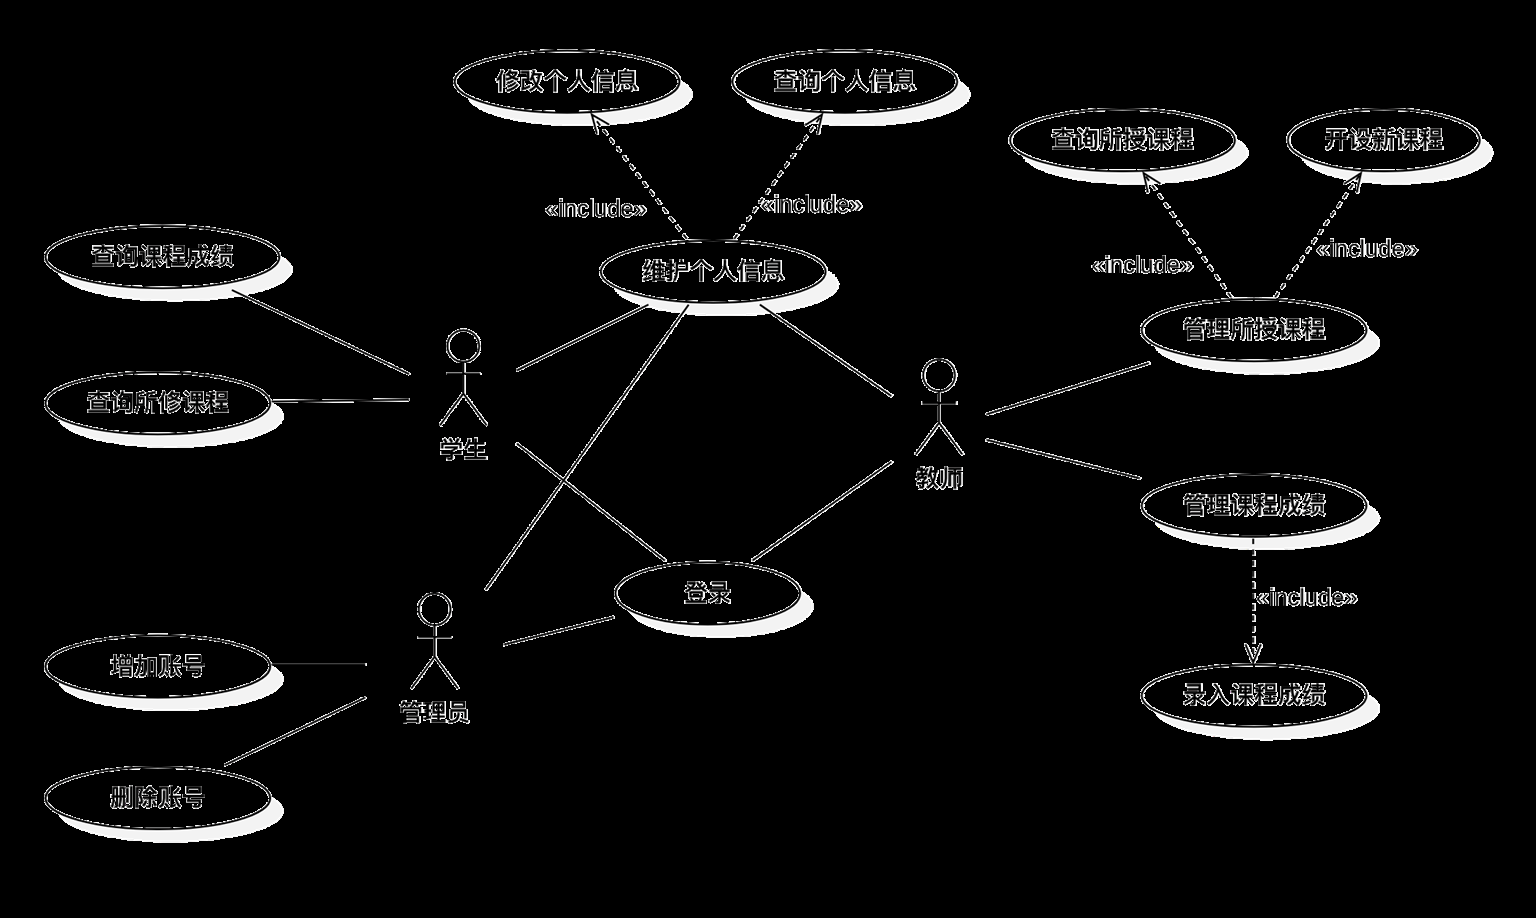 修改个人信息
查询个人信息
查询所授课程
开设新课程
«include»
«include»
查询课程成绩
«include»
«include»
维护个人信息
管理所授课程
查询所修课程
学生
教师
管理课程成绩
登录
«include»
增加账号
管理员
录入课程成绩
删除账号